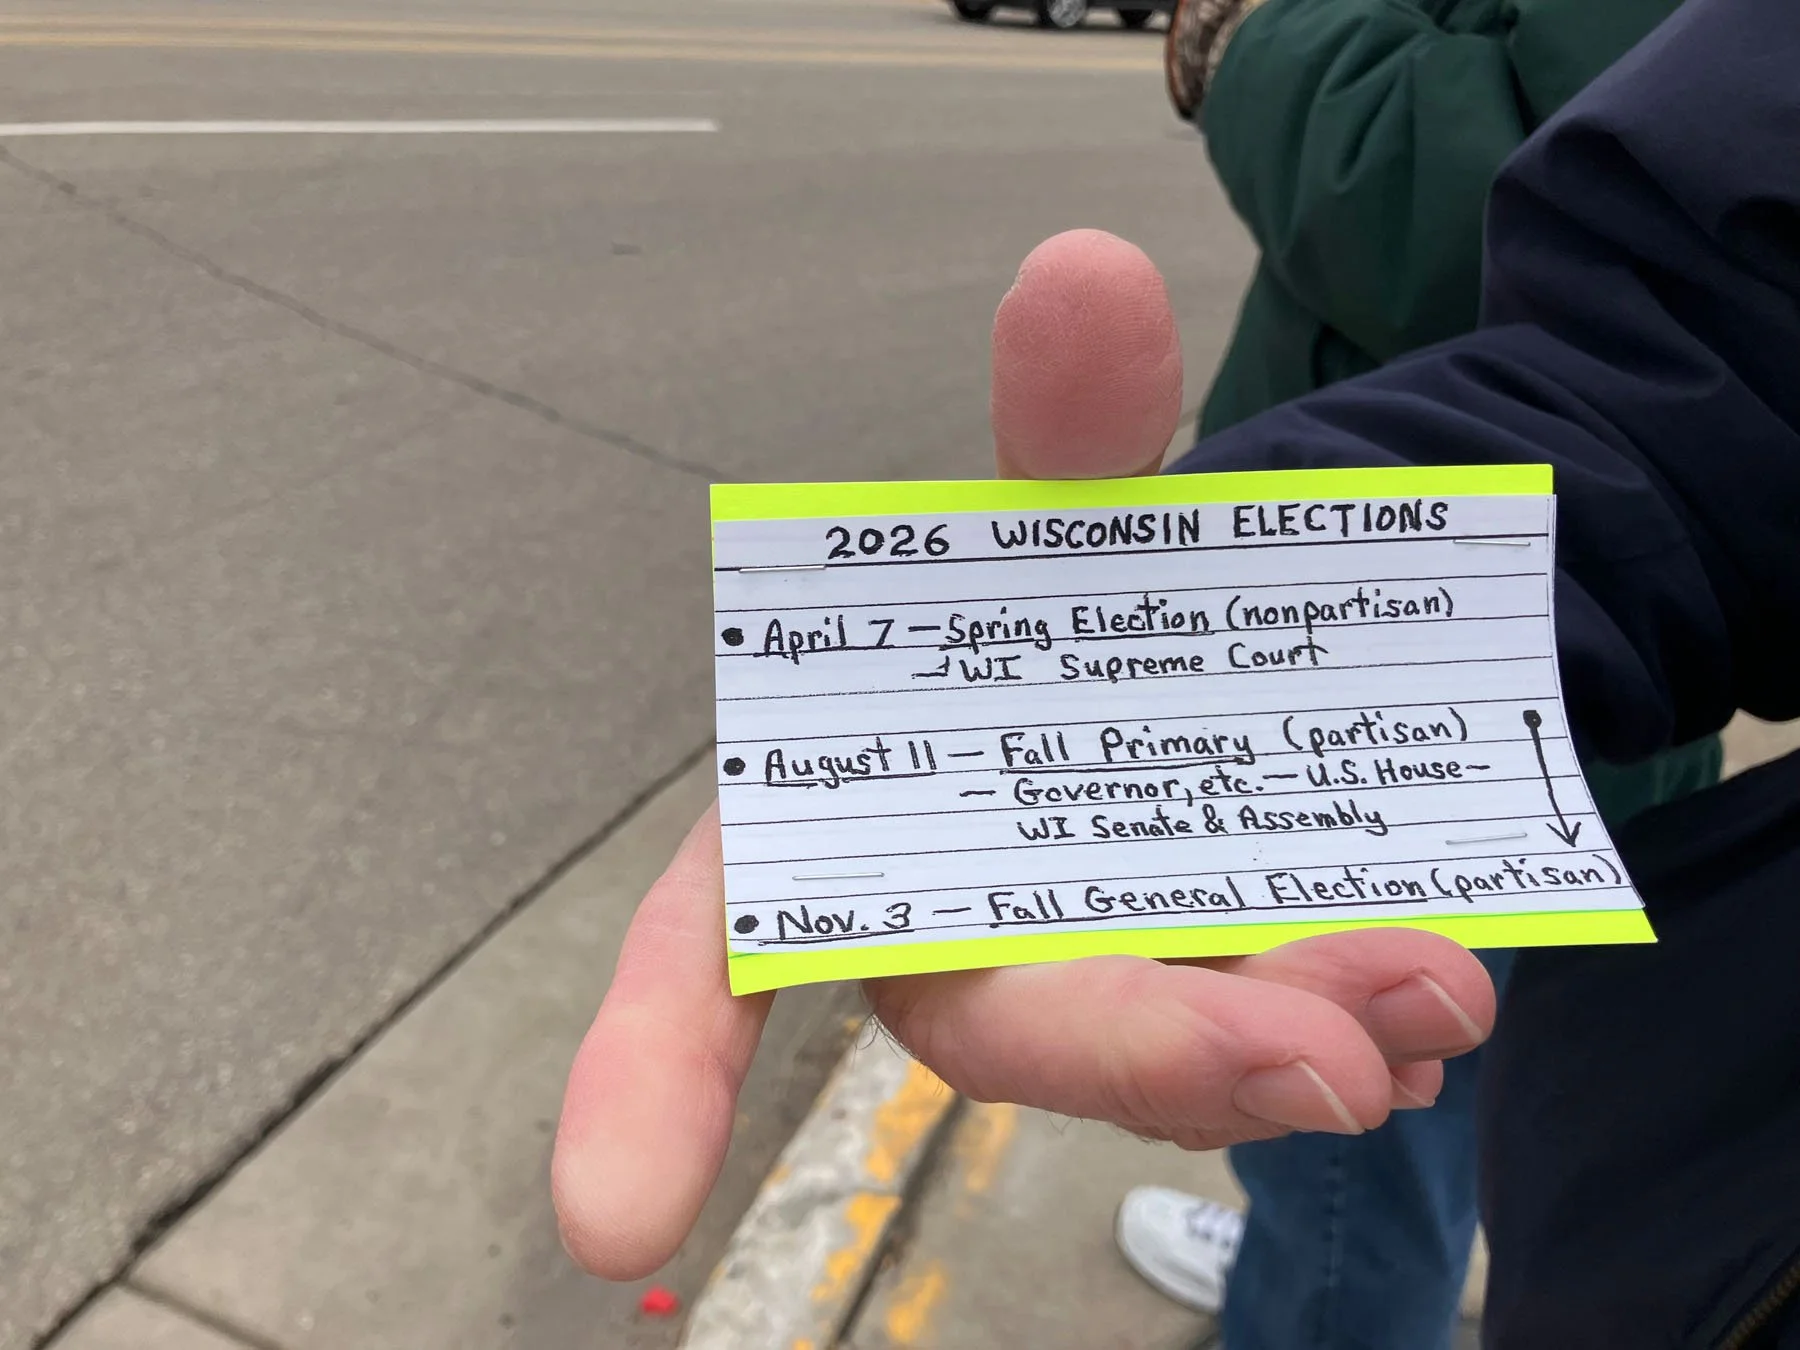 2026 WISCONSIN ELECTIONS
• April 7 – Spring Election (nonpartisan)
WI Supreme Court
• August 11 – Fall Primary (partisan)
– Governor, etc. – U.S. House –
WI Senate & Assembly
• Nov. 3 – Fall General Election (partisan)